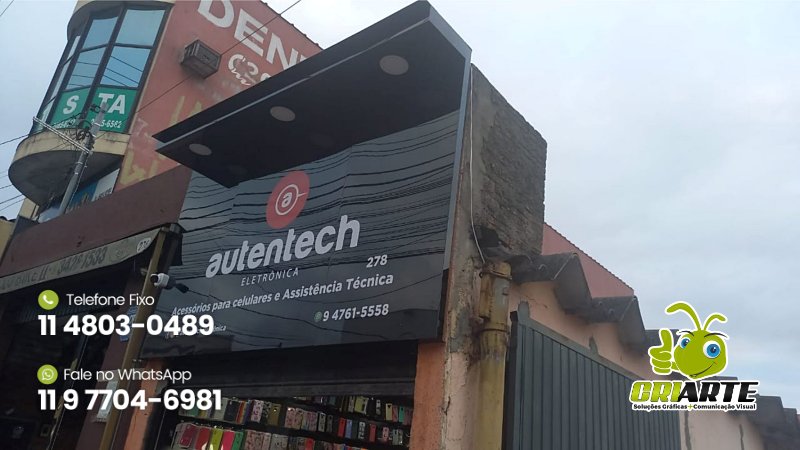 DEN
S TA
autentech
ELETRÔNICA
278
Acessórios para celulares e Assistência Técnica
9 4761-5558
Telefone Fixo
11 4803-0489
Fale no WhatsApp
11 9 7704-6981
CRIARTE
Soluções Gráficas+Comunicação Visual